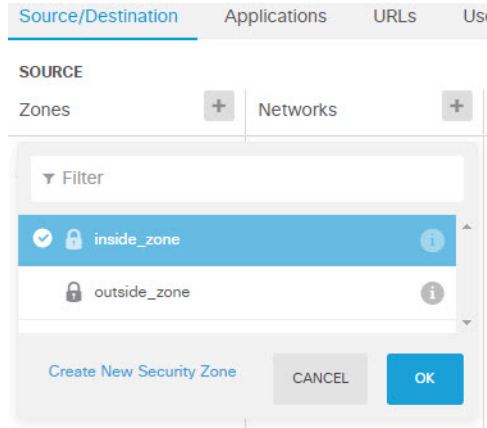 Source/Destination Applications URLs
SOURCE
Zones + Networks +
Filter
inside_zone i
outside_zone i
Create New Security Zone CANCEL OK